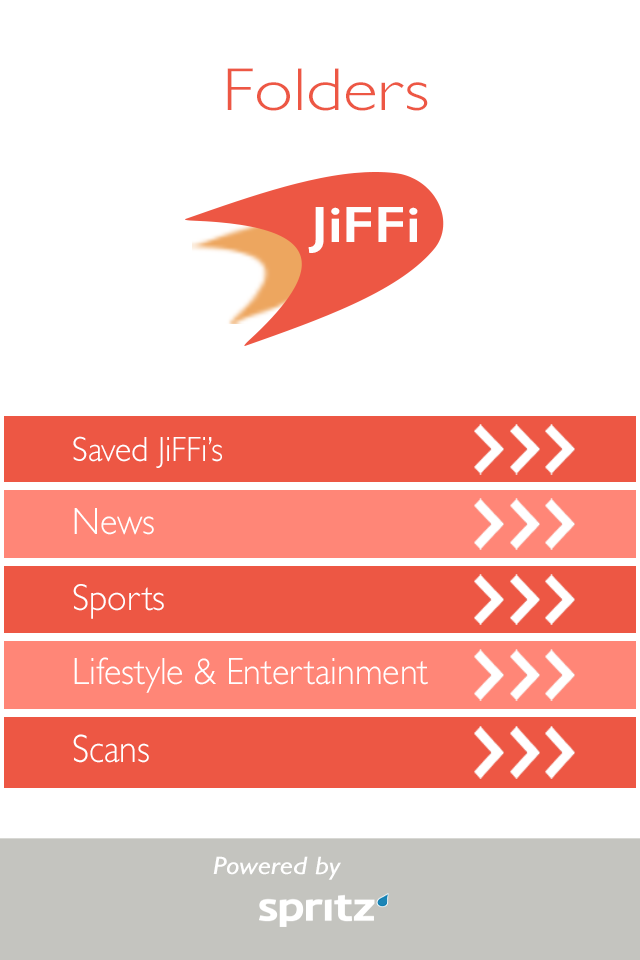 Folders
JiFFi
Saved JiFFi's
News
Sports
Lifestyle & Entertainment
Scans
Powered by
spritz